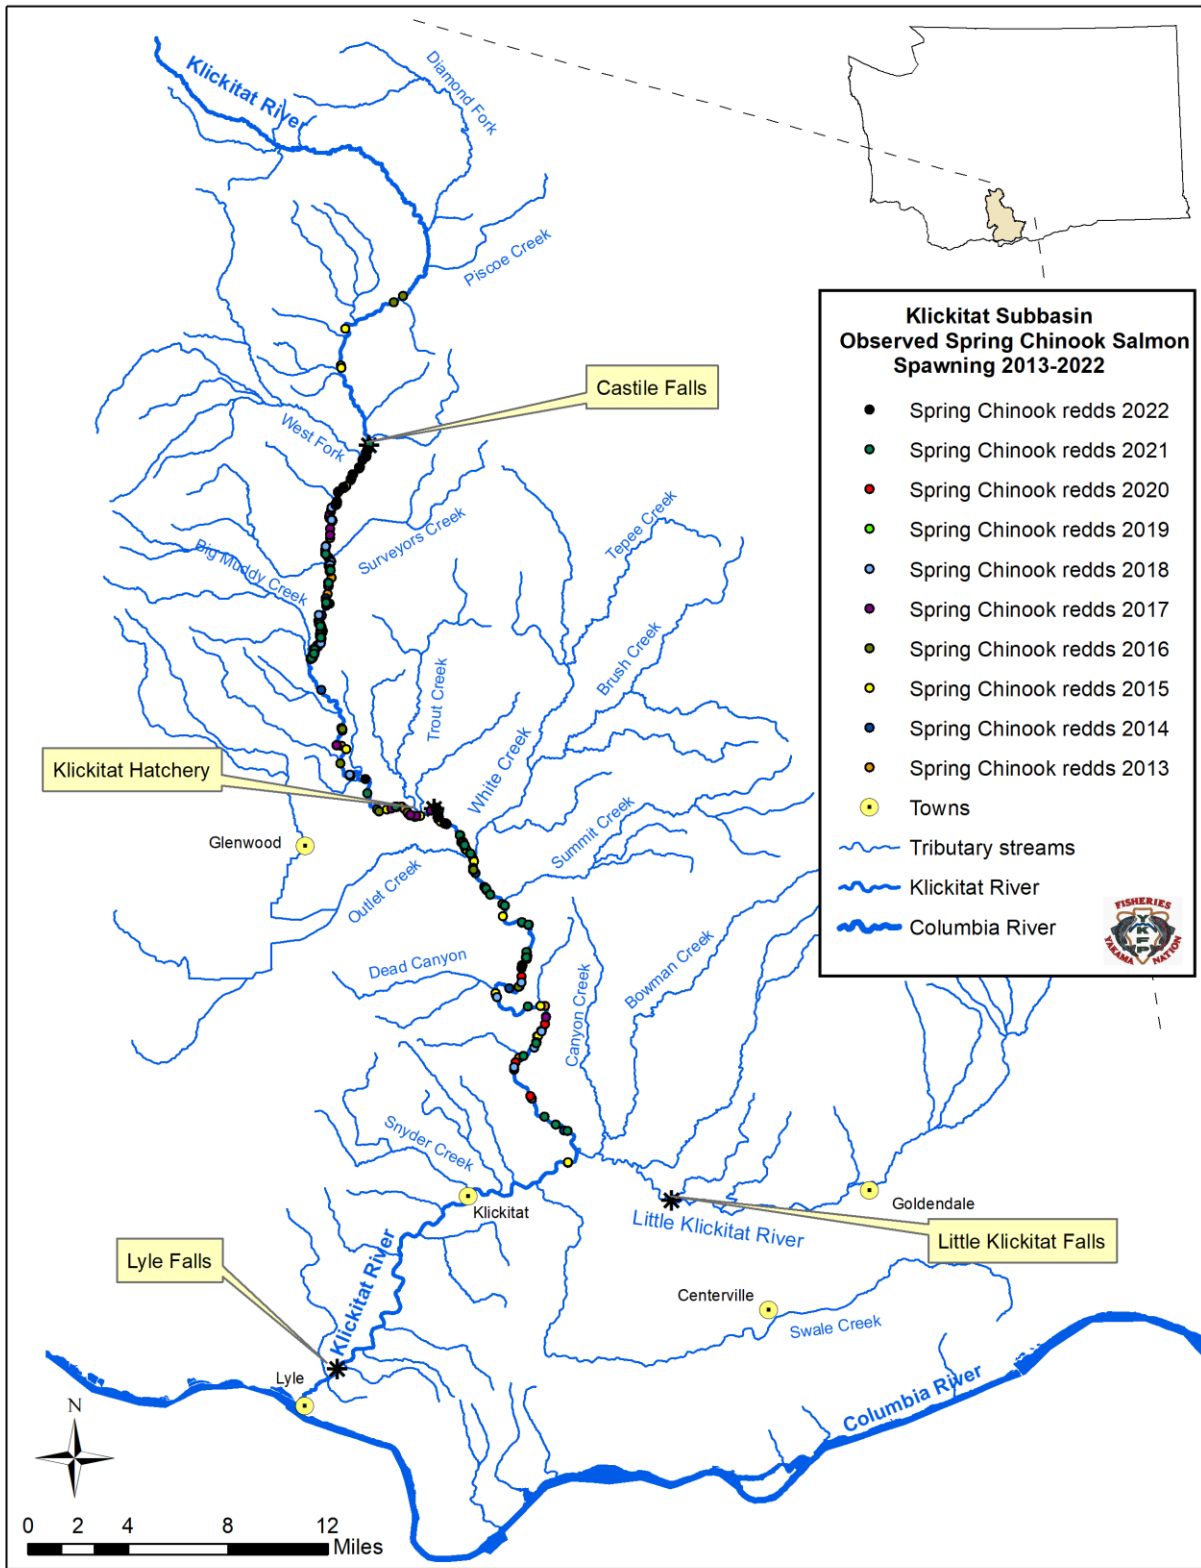 Klickitat River
Diamond Fork
Piscoe Creek
Klickitat Subbasin
Observed Spring Chinook Salmon
Spawning 2013-2022
Spring Chinook redds 2022
Spring Chinook redds 2021
Spring Chinook redds 2020
Spring Chinook redds 2019
Spring Chinook redds 2018
Spring Chinook redds 2017
Spring Chinook redds 2016
Spring Chinook redds 2015
Spring Chinook redds 2014
Spring Chinook redds 2013
Towns
Tributary streams
Klickitat River
Columbia River
FISHERIES
YKFP
YAKAMA NATION
Castile Falls
West Fork
Surveyors Creek
Big Muddy Creek
Tepee Creek
Brush Creek
Trout Creek
White Creek
Klickitat Hatchery
Glenwood
Summit Creek
Outlet Creek
Dead Canyon
Canyon Creek
Bowman Creek
Snyder Creek
Klickitat
Goldendale
Little Klickitat River
Little Klickitat Falls
Lyle Falls
Klickitat River
Centerville
Swale Creek
Lyle
Columbia River
N
0 2 4 8 12
Miles